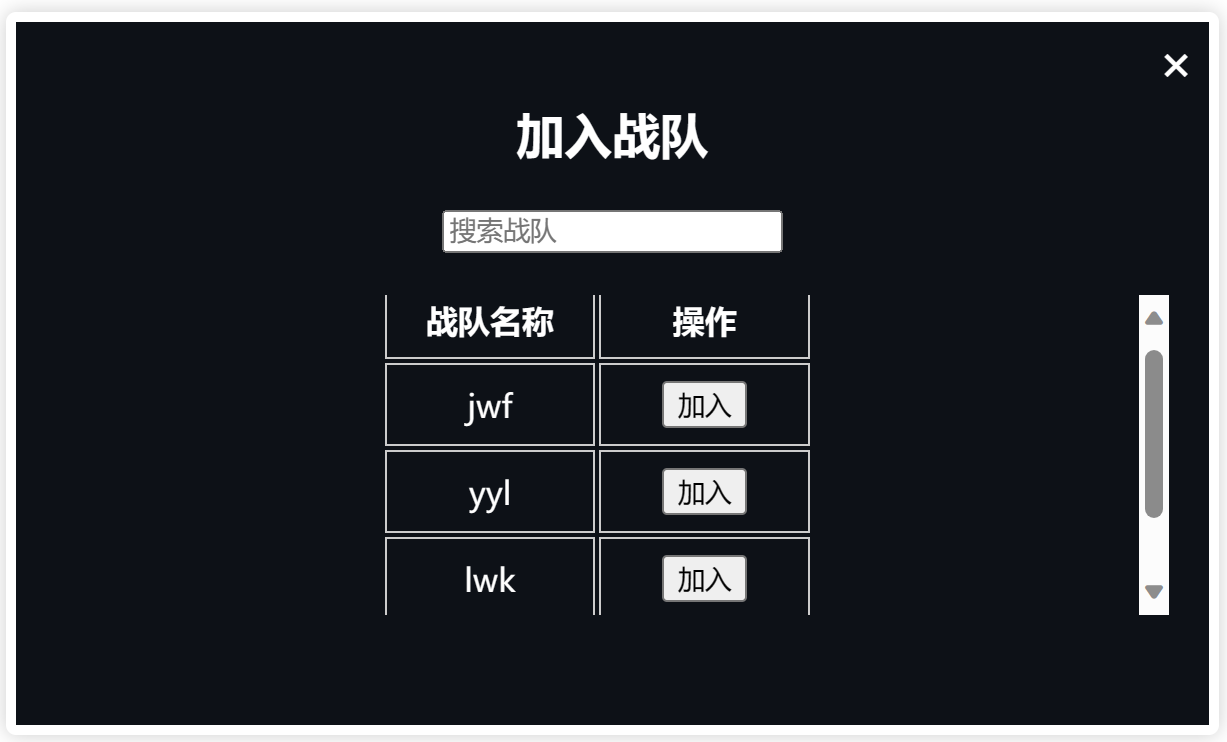 ×
加入战队
搜索战队
战队名称 操作
jwf 加入
yyl 加入
lwk 加入